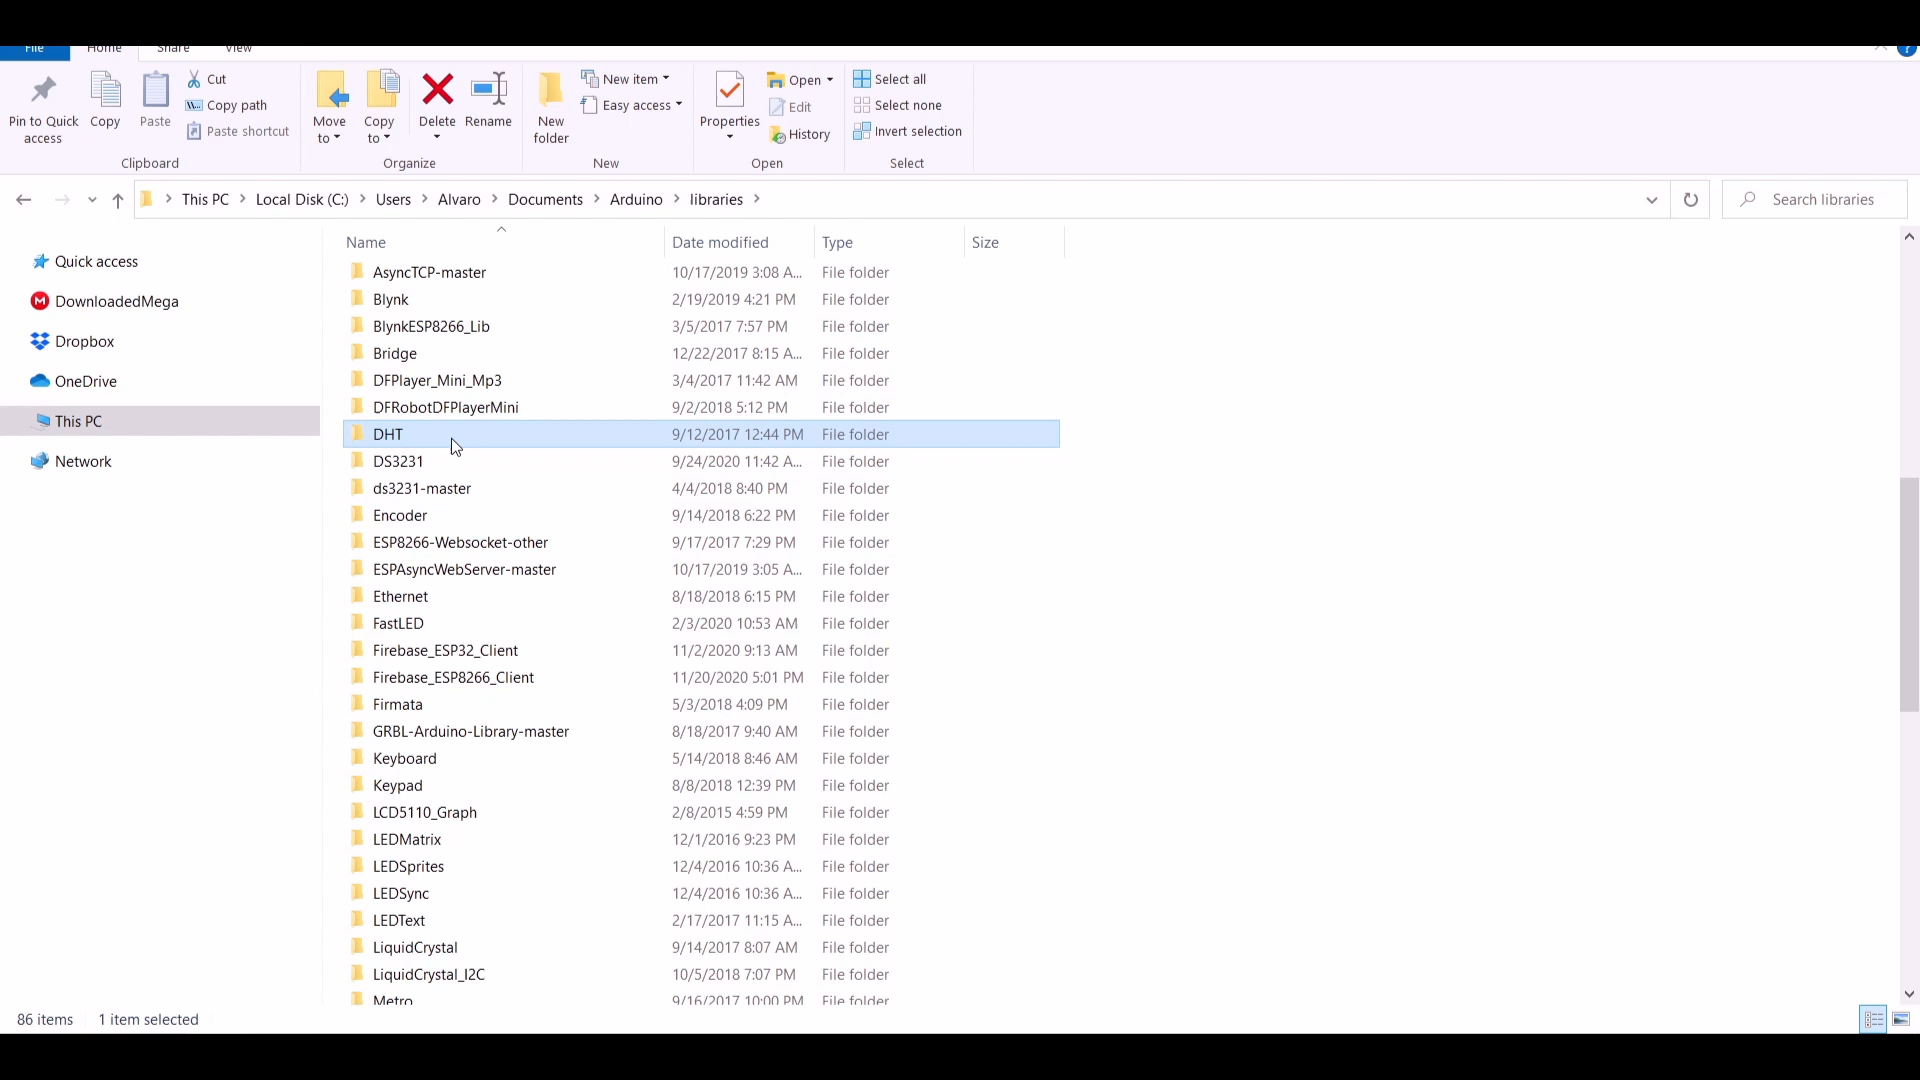 File Home Share View
Pin to Quick access
Copy
Paste
Cut
Copy path
Paste shortcut
Clipboard
Move to
Copy to
Delete
Rename
Organize
New folder
New item
Easy access
New
Properties
Open
Edit
History
Open
Select all
Select none
Invert selection
Select
This PC > Local Disk (C:) > Users > Alvaro > Documents > Arduino > libraries >
Search libraries
Quick access
DownloadedMega
Dropbox
OneDrive
This PC
Network
Name Date modified Type Size
AsyncTCP-master 10/17/2019 3:08 A... File folder
Blynk 2/19/2019 4:21 PM File folder
BlynkESP8266_Lib 3/5/2017 7:57 PM File folder
Bridge 12/22/2017 8:15 A... File folder
DFPlayer_Mini_Mp3 3/4/2017 11:42 AM File folder
DFRobotDFPlayerMini 9/2/2018 5:12 PM File folder
DHT 9/12/2017 12:44 PM File folder
DS3231 9/24/2020 11:42 A... File folder
ds3231-master 4/4/2018 8:40 PM File folder
Encoder 9/14/2018 6:22 PM File folder
ESP8266-Websocket-other 9/17/2017 7:29 PM File folder
ESPAsyncWebServer-master 10/17/2019 3:05 A... File folder
Ethernet 8/18/2018 6:15 PM File folder
FastLED 2/3/2020 10:53 AM File folder
Firebase_ESP32_Client 11/2/2020 9:13 AM File folder
Firebase_ESP8266_Client 11/20/2020 5:01 PM File folder
Firmata 5/3/2018 4:09 PM File folder
GRBL-Arduino-Library-master 8/18/2017 9:40 AM File folder
Keyboard 5/14/2018 8:46 AM File folder
Keypad 8/8/2018 12:39 PM File folder
LCD5110_Graph 2/8/2015 4:59 PM File folder
LEDMatrix 12/1/2016 9:23 PM File folder
LEDSprites 12/4/2016 10:36 A... File folder
LEDSync 12/4/2016 10:36 A... File folder
LEDText 2/17/2017 11:15 A... File folder
LiquidCrystal 9/14/2017 8:07 AM File folder
LiquidCrystal_I2C 10/5/2018 7:07 PM File folder
Metro 9/16/2017 10:00 PM File folder
86 items 1 item selected